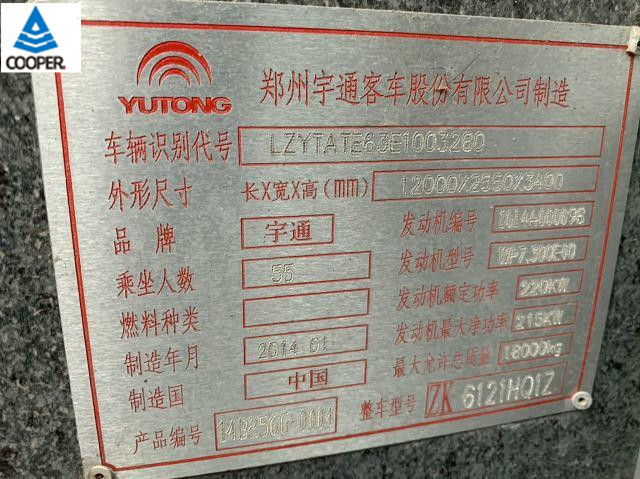 COOPER
YUTONG
郑州宇通客车股份有限公司制造
车辆识别代号 LZYTATE63E1003280
外形尺寸 长X宽X高(mm) 12000X2550X3400
品牌 宇通 发动机编号
乘坐人数 55 发动机型号 WP7.300E40
燃料种类 发动机额定功率 220KW
制造年月 2014 01 发动机最大净功率 215KW
制造国 中国 最大允许总质量 18000kg
产品编号 整车型号 ZK 6121HQ1Z